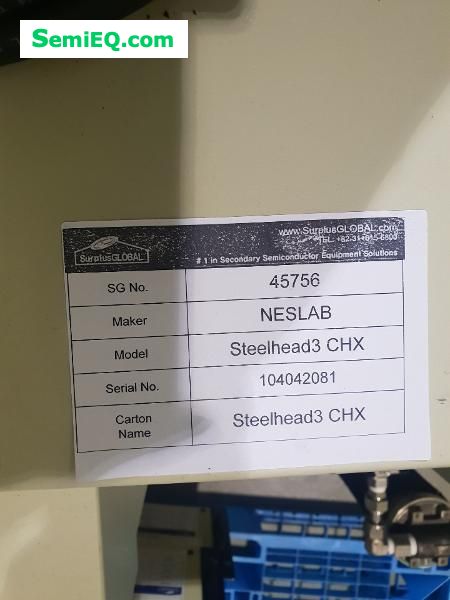 SemiEQ.com
www.SurplusGLOBAL.com
SurplusGLOBAL
# 1 in Secondary Semiconductor Equipment Solutions
SG No. 45756
Maker NESLAB
Model Steelhead3 CHX
Serial No. 104042081
Carton Name Steelhead3 CHX